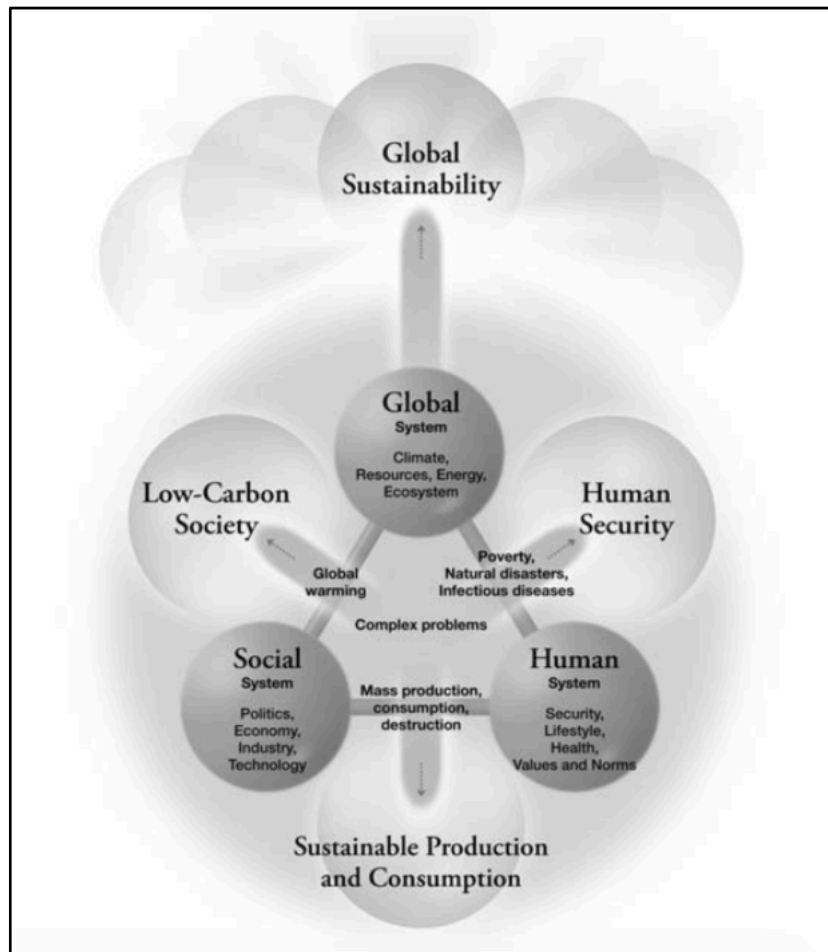 Global
Sustainability
Global
System
Climate,
Resources, Energy,
Ecosystem
Low-Carbon
Society
Human
Security
Global
warming
Poverty,
Natural disasters,
Infectious diseases
Complex problems
Social
System
Politics,
Economy,
Industry,
Technology
Mass production,
consumption,
destruction
Human
System
Security,
Lifestyle,
Health,
Values and Norms
Sustainable Production
and Consumption